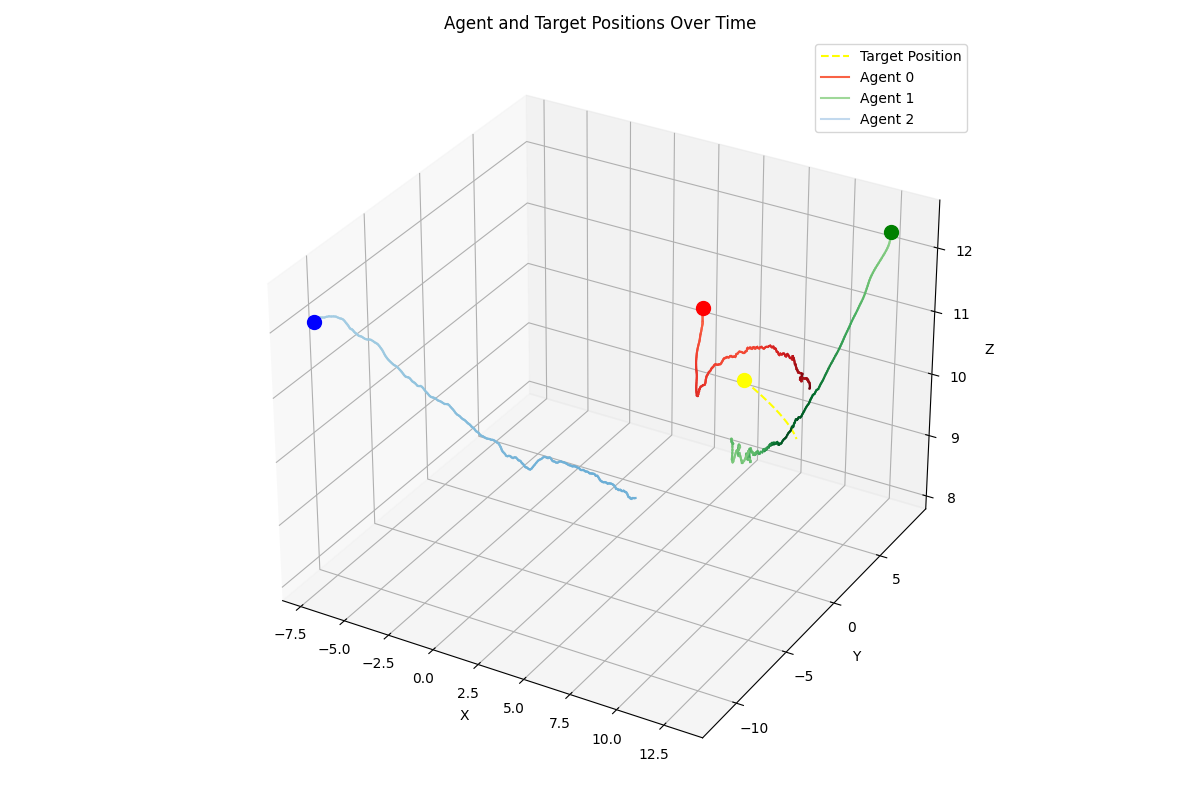 Agent and Target Positions Over Time
Target Position
Agent 0
Agent 1
Agent 2
12
11
Z
10
9
8
5
0
Y
−5
−10
−7.5
−5.0
−2.5
0.0
2.5
X
5.0
7.5
10.0
12.5